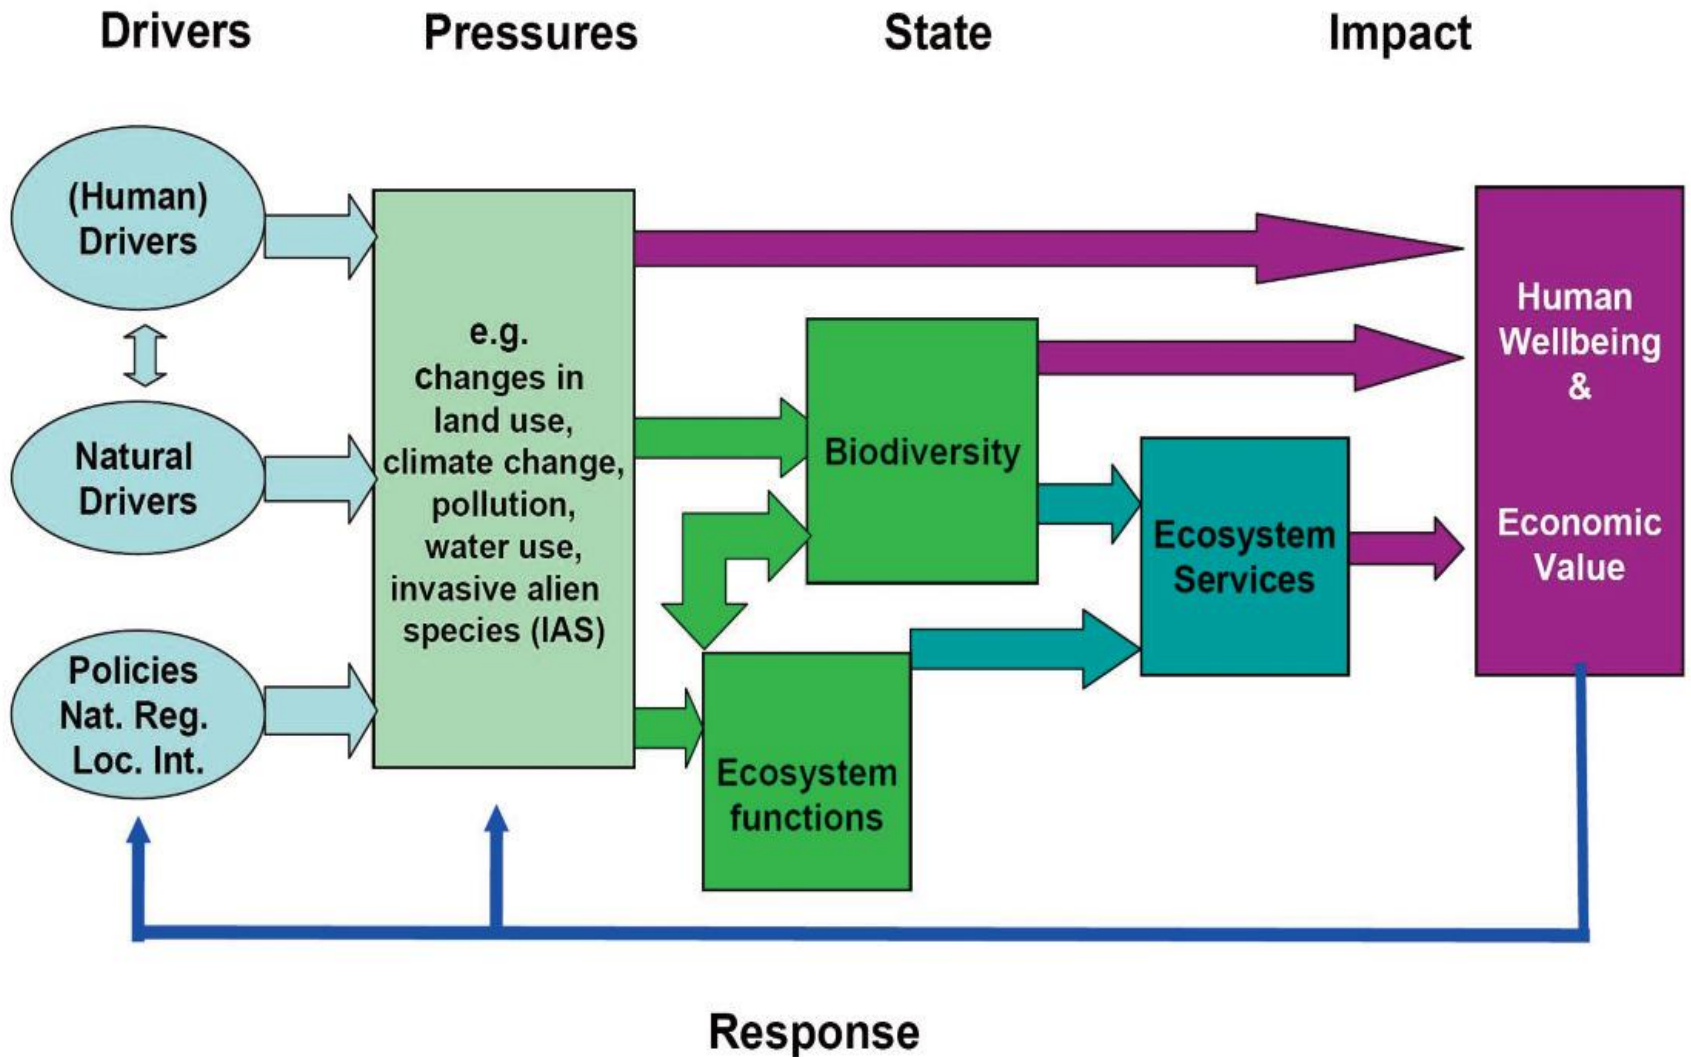 Drivers Pressures State Impact
(Human)
Drivers
Natural
Drivers
Policies
Nat. Reg.
Loc. Int.
e.g.
changes in
land use,
climate change,
pollution,
water use,
invasive alien
species (IAS)
Biodiversity
Ecosystem
functions
Ecosystem
Services
Human
Wellbeing
&
Economic
Value
Response